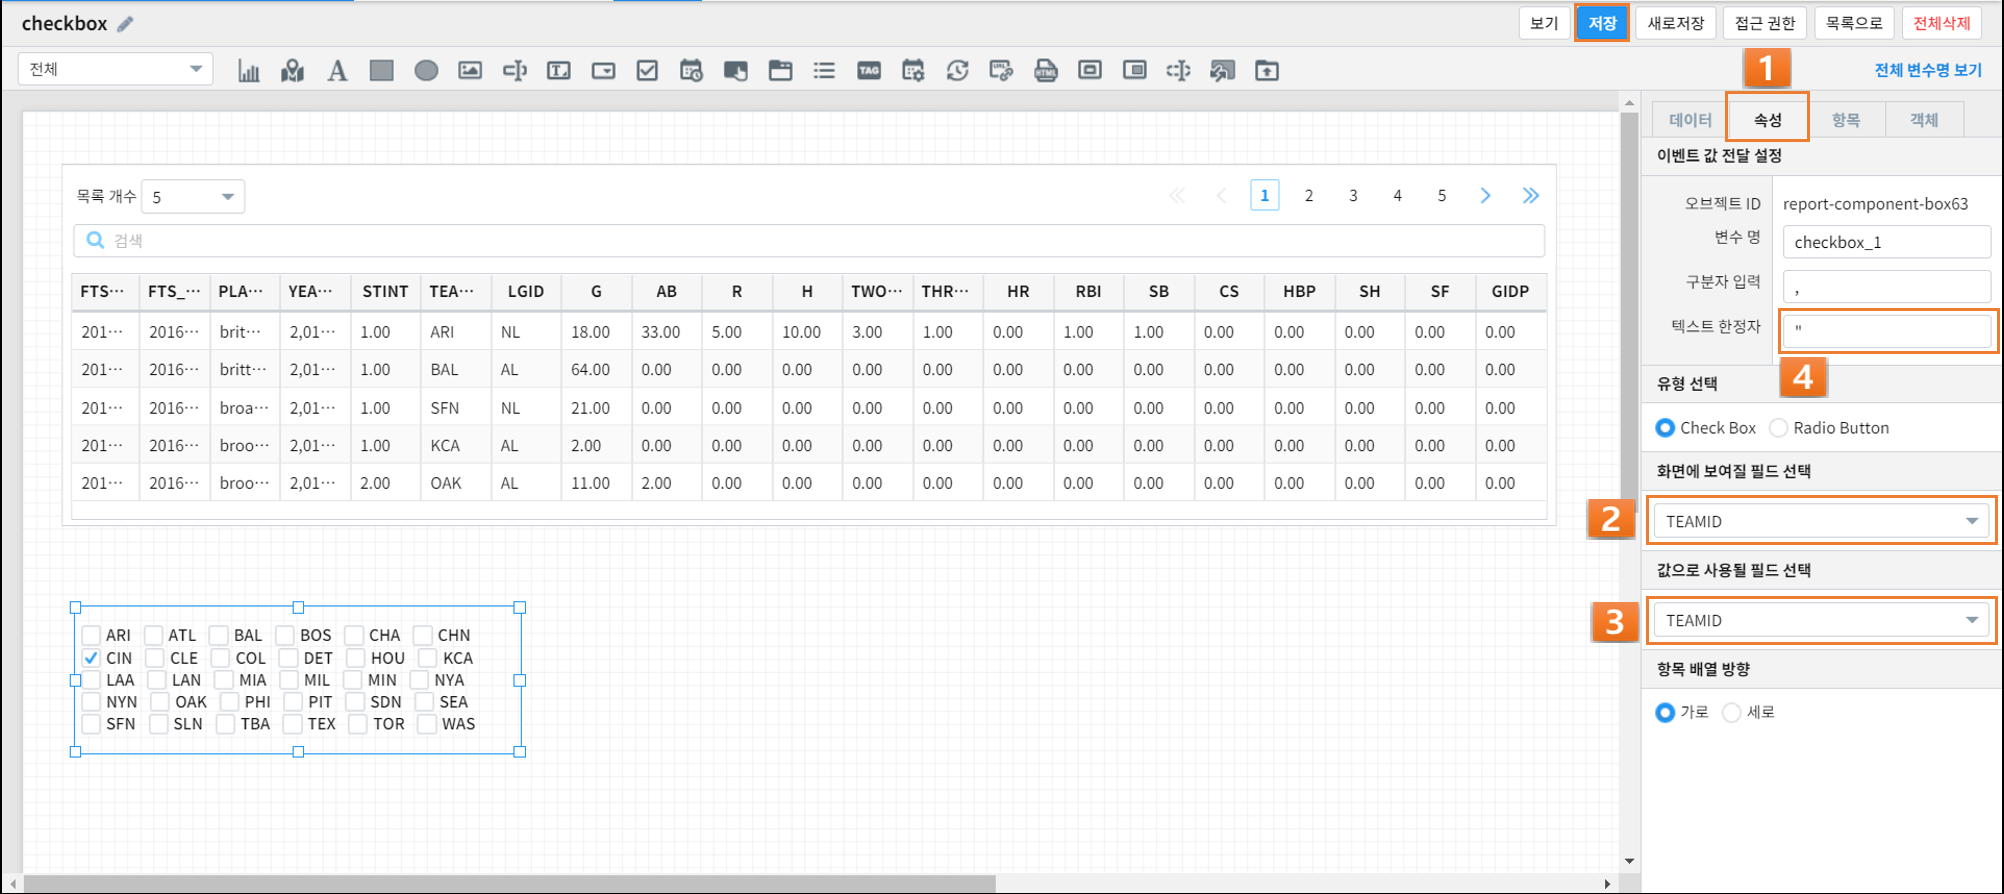 checkbox
보기 저장 새로저장 접근 권한 목록으로 전체삭제
전체
A T TAG URL HTML
1
전체 변수명 보기
데이터 속성 항목 객체
이벤트 값 전달 설정
오브젝트 ID report-component-box63
변수 명 checkbox_1
구분자 입력 ,
텍스트 한정자 "
4
유형 선택
Check Box Radio Button
화면에 보여질 필드 선택
2
TEAMID
값으로 사용될 필드 선택
3
TEAMID
항목 배열 방향
가로 세로
목록 개수 5
1 2 3 4 5
검색
FTS··· FTS_··· PLA··· YEA··· STINT TEA··· LGID G AB R H TWO··· THR··· HR RBI SB CS HBP SH SF GIDP
201··· 2016··· brit··· 2,01··· 1.00 ARI NL 18.00 33.00 5.00 10.00 3.00 1.00 0.00 1.00 1.00 0.00 0.00 0.00 0.00 0.00
201··· 2016··· britt··· 2,01··· 1.00 BAL AL 64.00 0.00 0.00 0.00 0.00 0.00 0.00 0.00 0.00 0.00 0.00 0.00 0.00 0.00
201··· 2016··· broa··· 2,01··· 1.00 SFN NL 21.00 0.00 0.00 0.00 0.00 0.00 0.00 0.00 0.00 0.00 0.00 0.00 0.00 0.00
201··· 2016··· broo··· 2,01··· 1.00 KCA AL 2.00 0.00 0.00 0.00 0.00 0.00 0.00 0.00 0.00 0.00 0.00 0.00 0.00 0.00
201··· 2016··· broo··· 2,01··· 2.00 OAK AL 11.00 2.00 0.00 0.00 0.00 0.00 0.00 0.00 0.00 0.00 0.00 0.00 0.00 0.00
ARI ATL BAL BOS CHA CHN
CIN CLE COL DET HOU KCA
LAA LAN MIA MIL MIN NYA
NYN OAK PHI PIT SDN SEA
SFN SLN TBA TEX TOR WAS